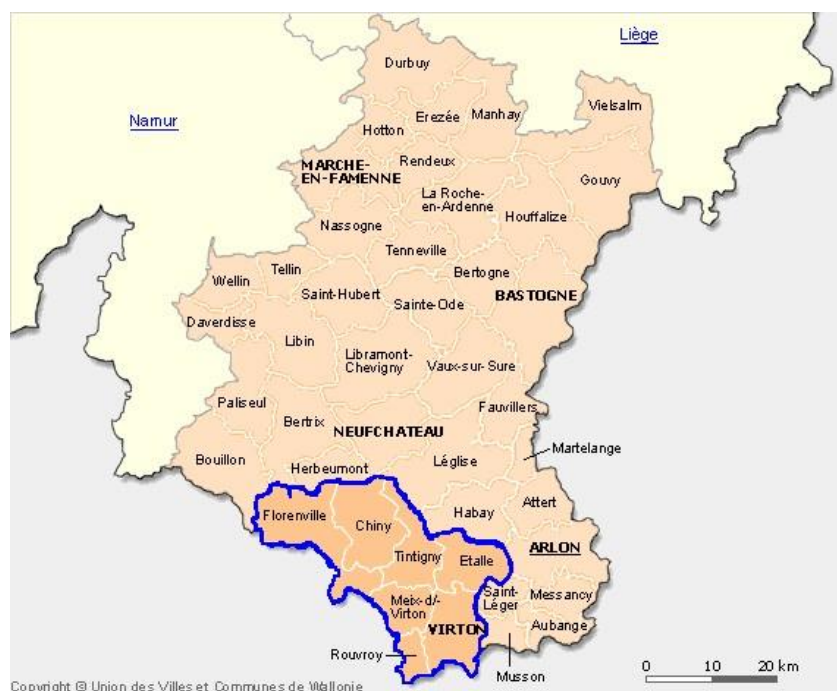 Liège
Durbuy
Vielsalm
Namur
Erezée
Manhay
Hotton
MARCHE-
EN-FAMENNE
Rendeux
Gouvy
La Roche-
en-Ardenne
Houffalize
Nassogne
Tenneville
Tellin
Bertogne
Wellin
Saint-Hubert
Sainte-Ode
BASTOGNE
Daverdisse
Libin
Libramont-
Chevigny
Vaux-sur-Sure
Paliseul
Fauvillers
Bertrix
NEUFCHATEAU
Martelange
Bouillon
Herbeumont
Léglise
Attert
Florenville
Habay
Chiny
ARLON
Tintigny
Etalle
Saint-
Léger
Messancy
Meix-d/-
Virton
Aubange
VIRTON
Rouvroy
Musson
0 10 20 km
Copyright © Union des Villes et Communes de Wallonie